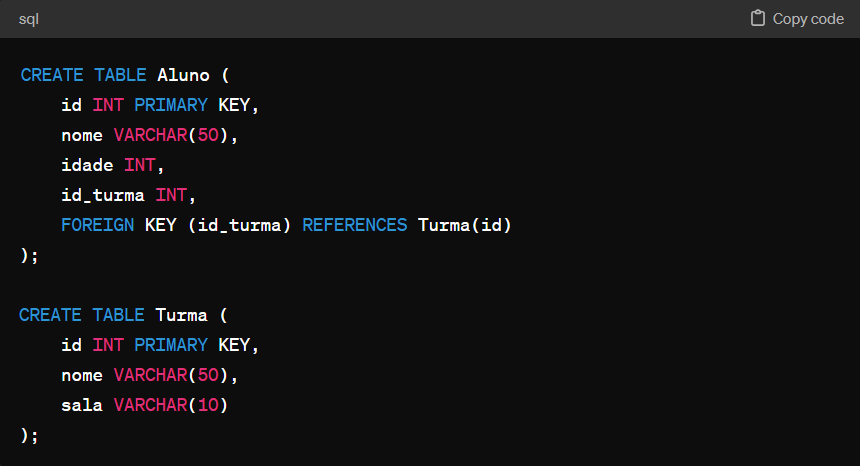 sql
Copy code
CREATE TABLE Aluno (
    id INT PRIMARY KEY,
    nome VARCHAR(50),
    idade INT,
    id_turma INT,
    FOREIGN KEY (id_turma) REFERENCES Turma(id)
);

CREATE TABLE Turma (
    id INT PRIMARY KEY,
    nome VARCHAR(50),
    sala VARCHAR(10)
);